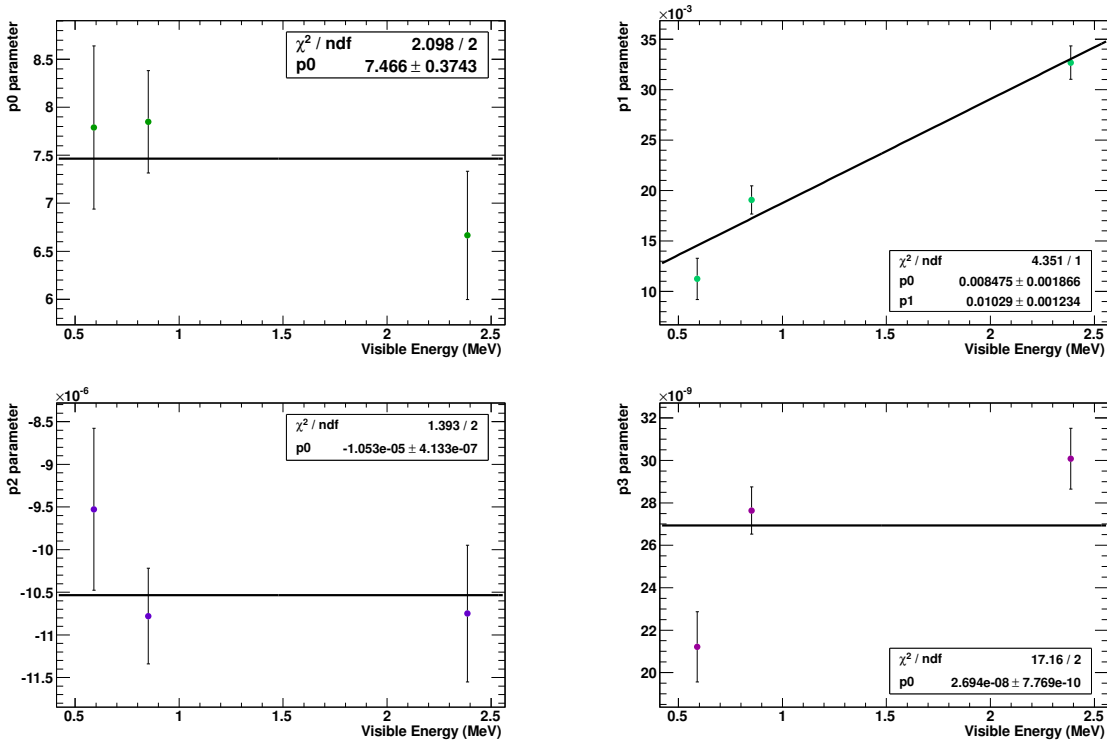 χ² / ndf 2.098 / 2
p0 7.466 ± 0.3743
p0 parameter
8.5
8
7.5
7
6.5
6
0.5 1 1.5 2 2.5
Visible Energy (MeV)
×10⁻³
χ² / ndf 4.351 / 1
p0 0.008475 ± 0.001866
p1 0.01029 ± 0.001234
p1 parameter
35
30
25
20
15
10
0.5 1 1.5 2 2.5
Visible Energy (MeV)
×10⁻⁶
χ² / ndf 1.393 / 2
p0 -1.053e-05 ± 4.133e-07
p2 parameter
-8.5
-9
-9.5
-10
-10.5
-11
-11.5
0.5 1 1.5 2 2.5
Visible Energy (MeV)
×10⁻⁹
χ² / ndf 17.16 / 2
p0 2.694e-08 ± 7.769e-10
p3 parameter
32
30
28
26
24
22
20
0.5 1 1.5 2 2.5
Visible Energy (MeV)